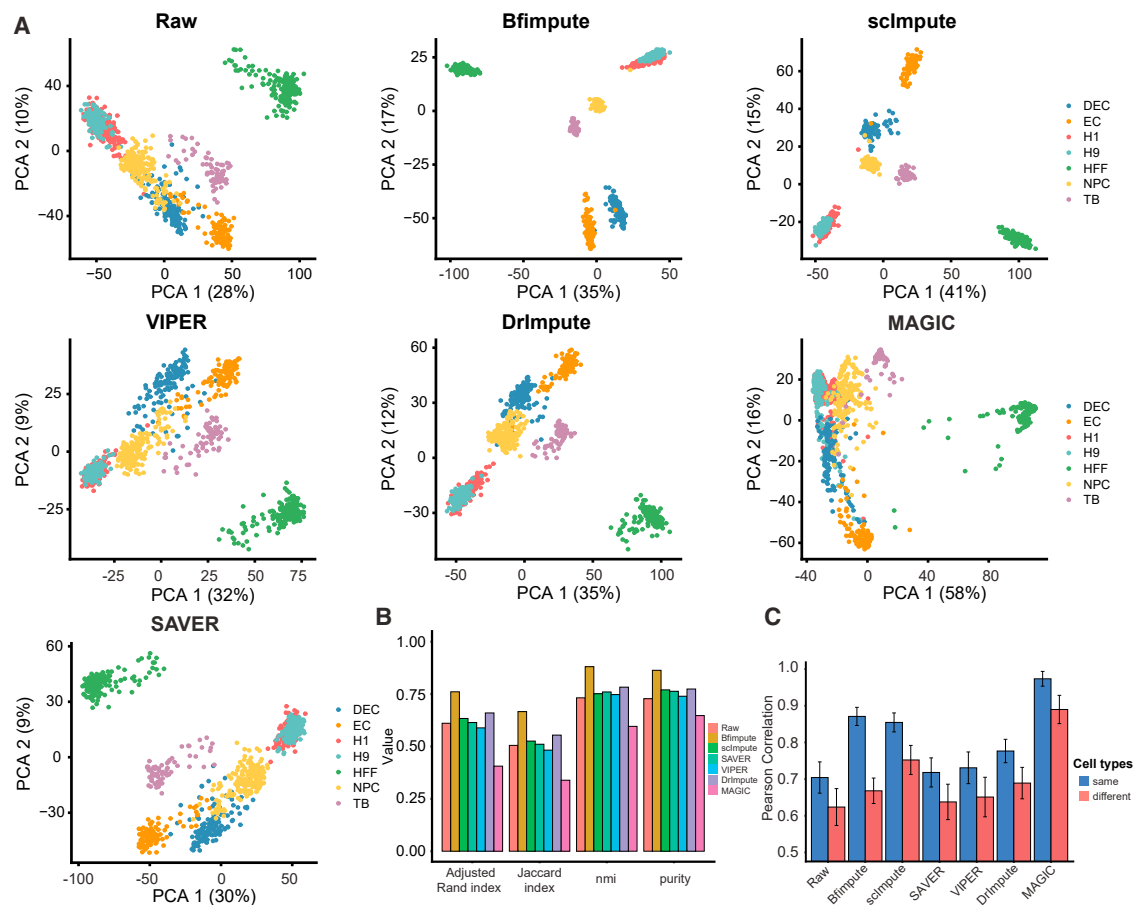 A
Raw
Bfimpute
scImpute
PCA 2 (10%)
40
0
−40
−50
0
50
100
PCA 1 (28%)
PCA 2 (17%)
25
0
−25
−50
-100
-50
0
50
PCA 1 (35%)
PCA 2 (15%)
60
40
20
0
−20
-50
0
50
100
PCA 1 (41%)
DEC
EC
H1
H9
HFF
NPC
TB
VIPER
DrImpute
MAGIC
PCA 2 (9%)
25
0
−25
-25
0
25
50
75
PCA 1 (32%)
PCA 2 (12%)
60
30
0
−30
-50
0
50
100
PCA 1 (35%)
PCA 2 (16%)
20
0
−20
−40
−60
-40
0
40
80
PCA 1 (58%)
DEC
EC
H1
H9
HFF
NPC
TB
SAVER
PCA 2 (9%)
60
30
0
−30
-100
-50
0
50
PCA 1 (30%)
DEC
EC
H1
H9
HFF
NPC
TB
B
Value
1.00
0.75
0.50
0.25
0.00
Adjusted
Rand index
Jaccard
index
nmi
purity
Raw
Bfimpute
scImpute
SAVER
VIPER
DrImpute
MAGIC
C
Pearson Correlation
1.0
0.9
0.8
0.7
0.6
0.5
Raw
Bfimpute
scImpute
SAVER
VIPER
DrImpute
MAGIC
Cell types
same
different